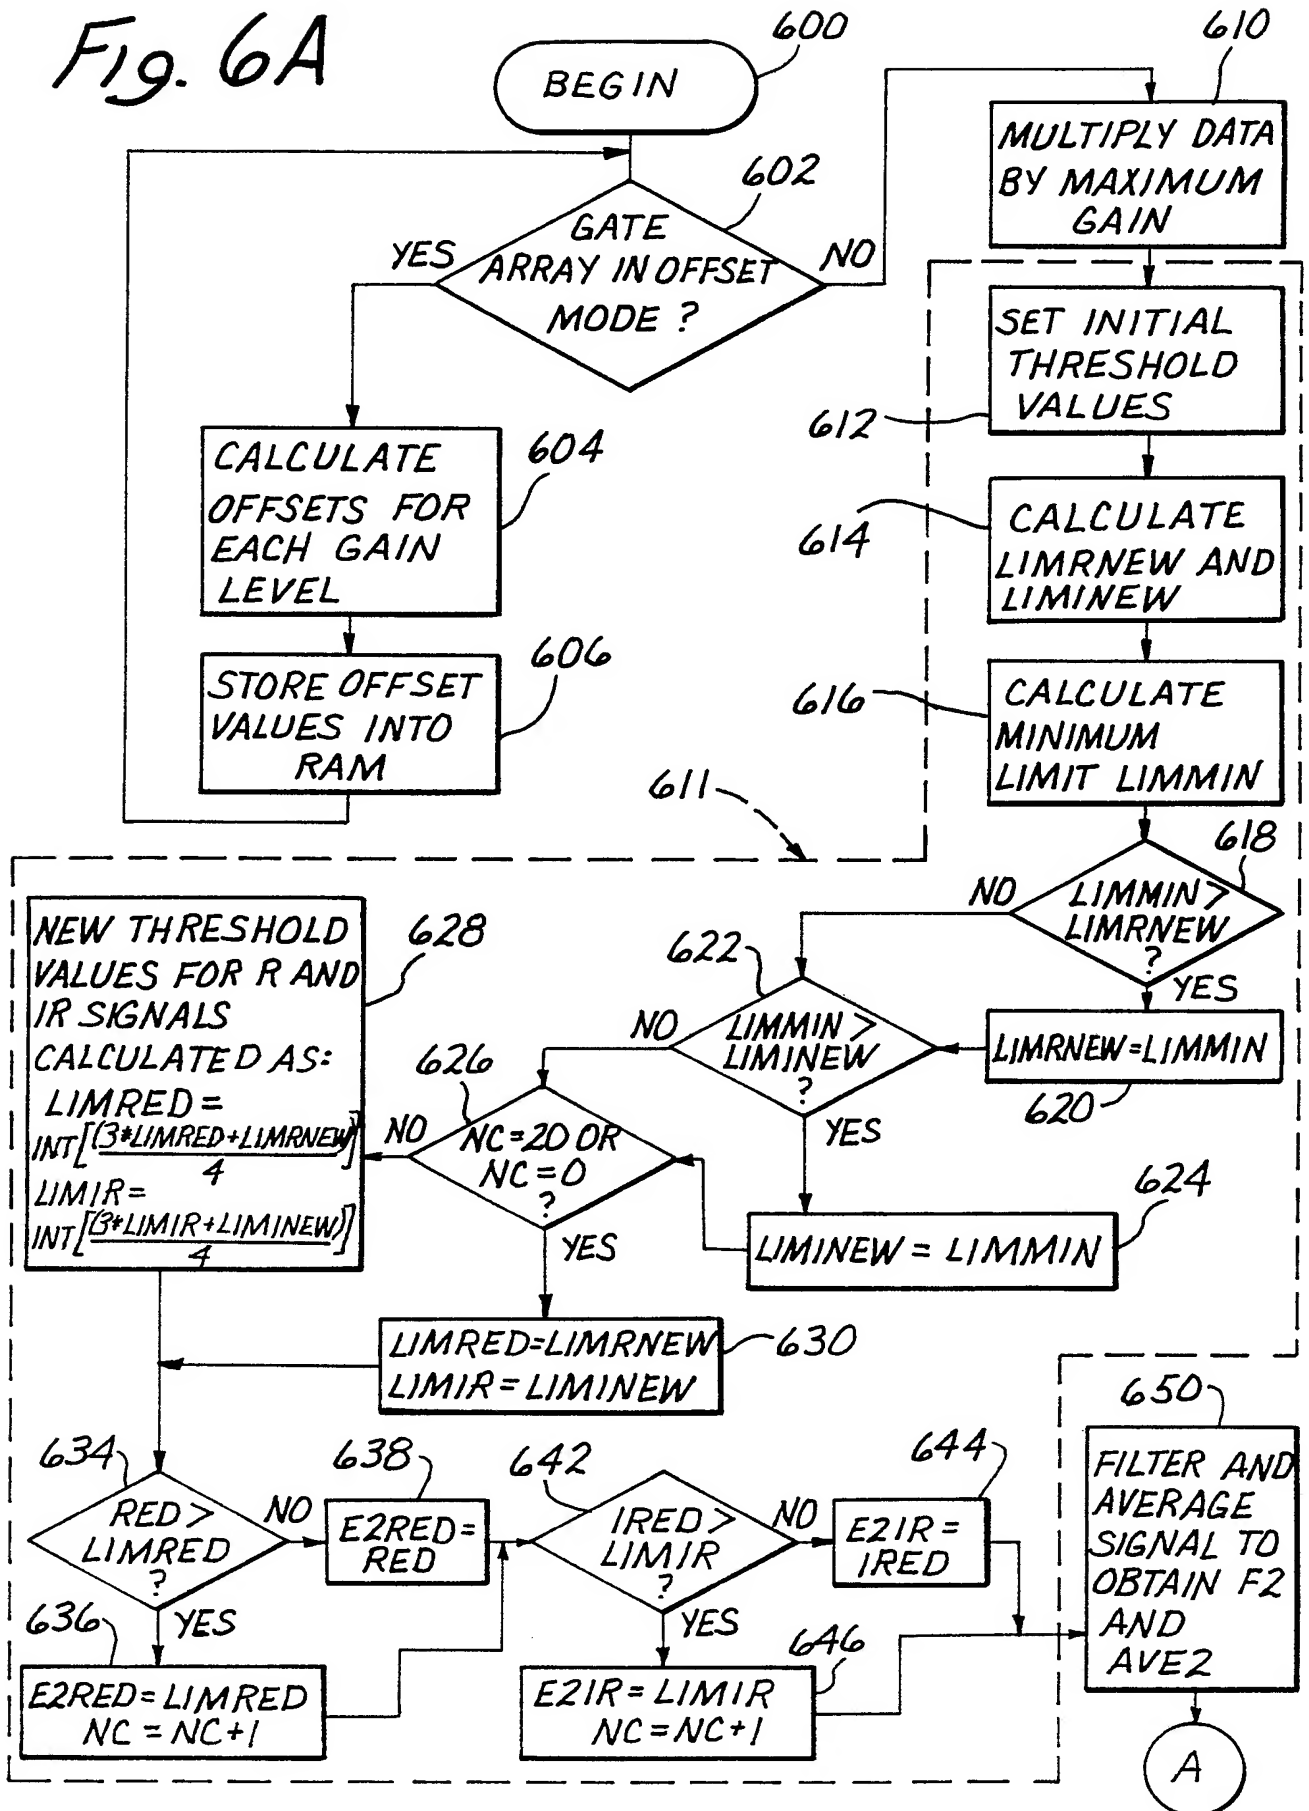 Fig. 6A
600
BEGIN
602
GATE
ARRAY IN OFFSET
MODE ?
YES
NO
604
CALCULATE
OFFSETS FOR
EACH GAIN
LEVEL
606
STORE OFFSET
VALUES INTO
RAM
610
MULTIPLY DATA
BY MAXIMUM
GAIN
611
612
SET INITIAL
THRESHOLD
VALUES
614
CALCULATE
LIMRNEW AND
LIMINEW
616
CALCULATE
MINIMUM
LIMIT LIMMIN
618
LIMMIN >
LIMRNEW
?
NO
YES
LIMRNEW=LIMMIN
620
622
LIMMIN >
LIMINEW
?
NO
YES
624
LIMINEW = LIMMIN
626
NC=20 OR
NC=0
?
NO
YES
628
NEW THRESHOLD
VALUES FOR R AND
IR SIGNALS
CALCULATED AS:
LIMRED =
INT[(3*LIMRED+LIMRNEW)]
4
LIMIR =
INT[(3*LIMIR+LIMINEW)]
4
LIMRED=LIMRNEW
LIMIR = LIMINEW
630
634
RED >
LIMRED
?
NO
YES
636
E2RED=LIMRED
NC = NC+1
638
E2RED=
RED
642
IRED >
LIMIR
?
NO
YES
644
E2IR=
IRED
646
E2IR=LIMIR
NC=NC+1
650
FILTER AND
AVERAGE
SIGNAL TO
OBTAIN F2
AND
AVE2
A